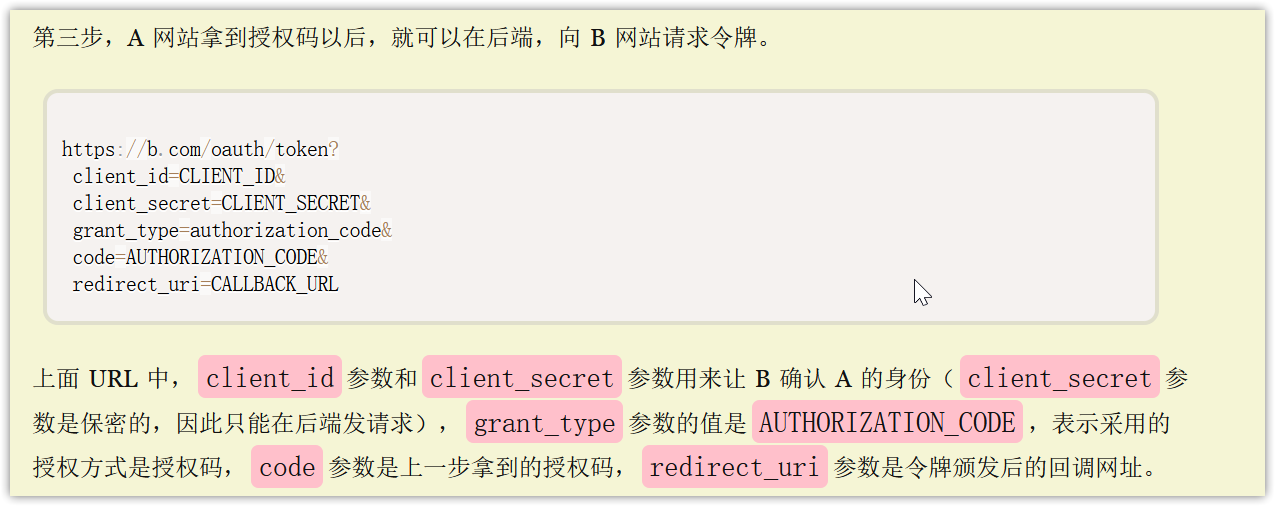 第三步，A 网站拿到授权码以后，就可以在后端，向 B 网站请求令牌。
https://b.com/oauth/token?
client_id=CLIENT_ID&
client_secret=CLIENT_SECRET&
grant_type=authorization_code&
code=AUTHORIZATION_CODE&
redirect_uri=CALLBACK_URL
上面 URL 中， client_id 参数和 client_secret 参数用来让 B 确认 A 的身份（ client_secret 参
数是保密的，因此只能在后端发请求）， grant_type 参数的值是 AUTHORIZATION_CODE ，表示采用的
授权方式是授权码， code 参数是上一步拿到的授权码， redirect_uri 参数是令牌颁发后的回调网址。